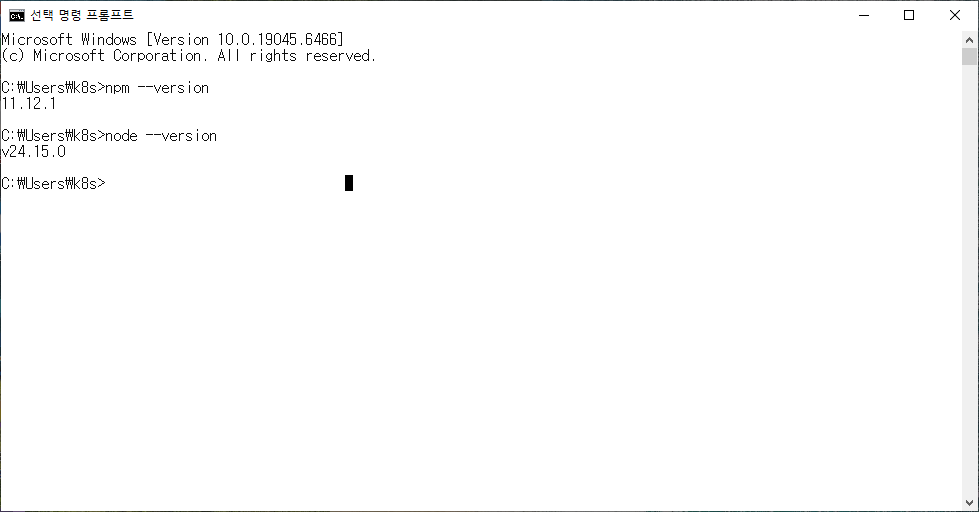 선택 명령 프롬프트
Microsoft Windows [Version 10.0.19045.6466]
(c) Microsoft Corporation. All rights reserved.
C:₩Users₩k8s>npm --version
11.12.1
C:₩Users₩k8s>node --version
v24.15.0
C:₩Users₩k8s>